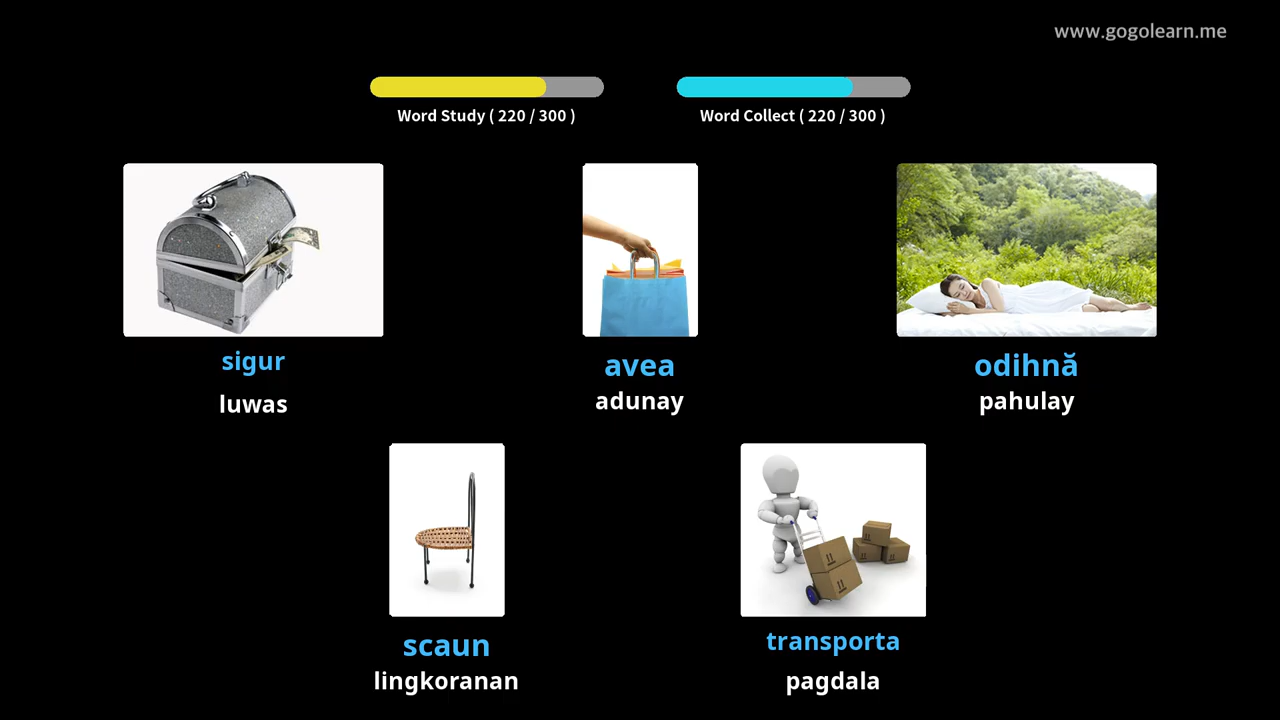 www.gogolearn.me
Word Study ( 220 / 300 )
Word Collect ( 220 / 300 )
sigur
luwas
avea
adunay
odihnă
pahulay
scaun
lingkoranan
transporta
pagdala